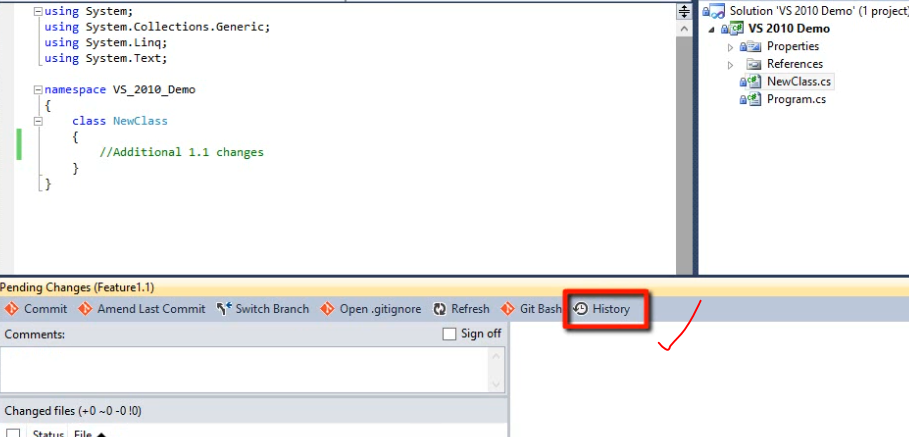 using System;
using System.Collections.Generic;
using System.Linq;
using System.Text;
namespace VS_2010_Demo
{
class NewClass
{
//Additional 1.1 changes
}
}
Solution 'VS 2010 Demo' (1 project)
VS 2010 Demo
Properties
References
NewClass.cs
Program.cs
Pending Changes (Feature1.1)
Commit Amend Last Commit Switch Branch Open .gitignore Refresh Git Bash History
Comments: Sign off
Changed files (+0 ~0 -0 !0)
Status File